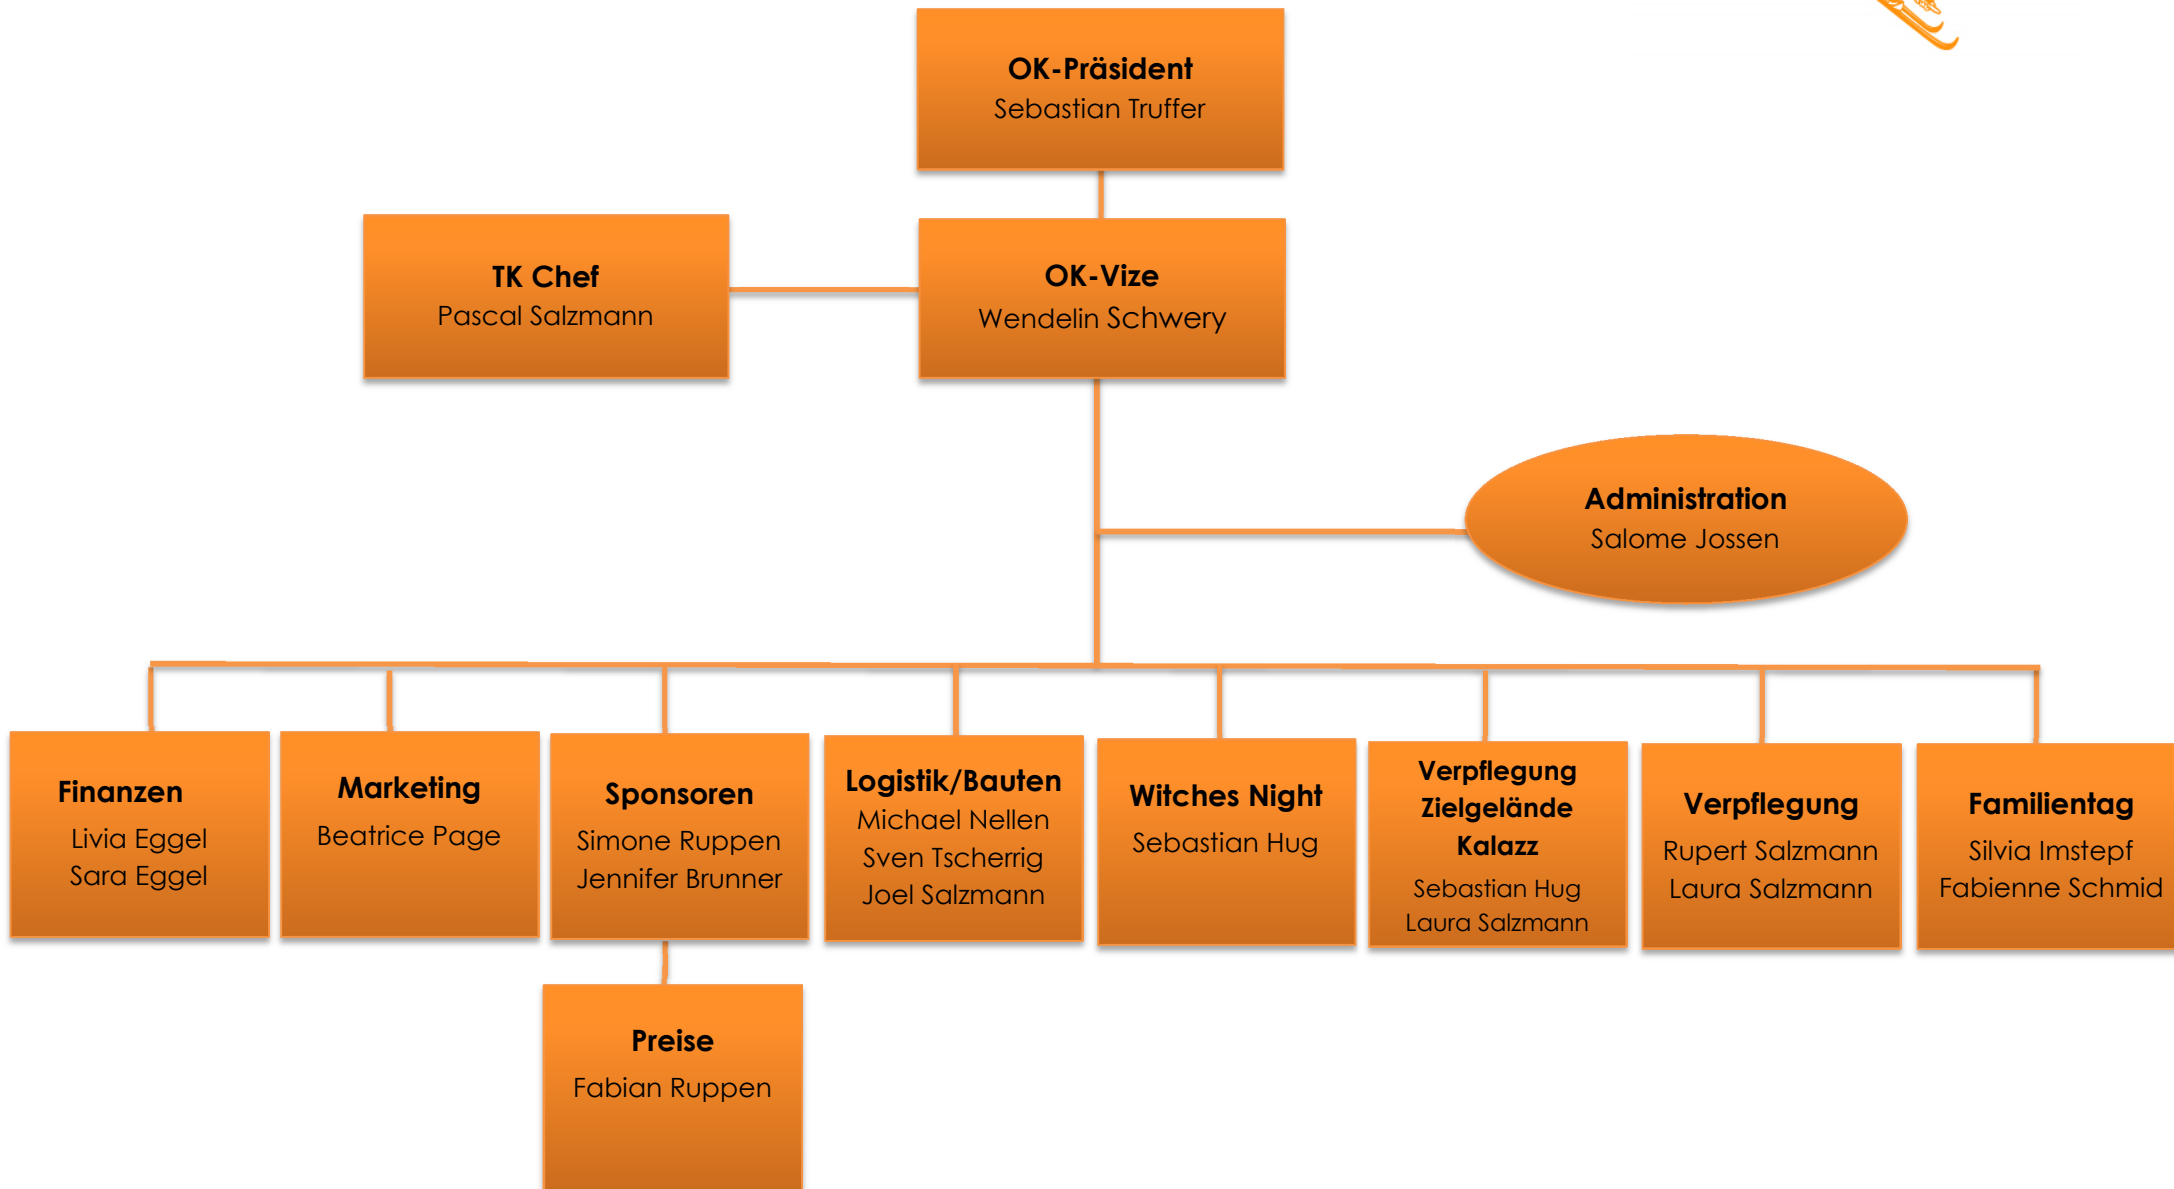 OK-Präsident
Sebastian Truffer
TK Chef
Pascal Salzmann
OK-Vize
Wendelin Schwery
Administration
Salome Jossen
Finanzen
Livia Eggel
Sara Eggel
Marketing
Beatrice Page
Sponsoren
Simone Ruppen
Jennifer Brunner
Logistik/Bauten
Michael Nellen
Sven Tscherrig
Joel Salzmann
Witches Night
Sebastian Hug
Verpflegung
Zielgelände
Kalazz
Sebastian Hug
Laura Salzmann
Verpflegung
Rupert Salzmann
Laura Salzmann
Familientag
Silvia Imstepf
Fabienne Schmid
Preise
Fabian Ruppen